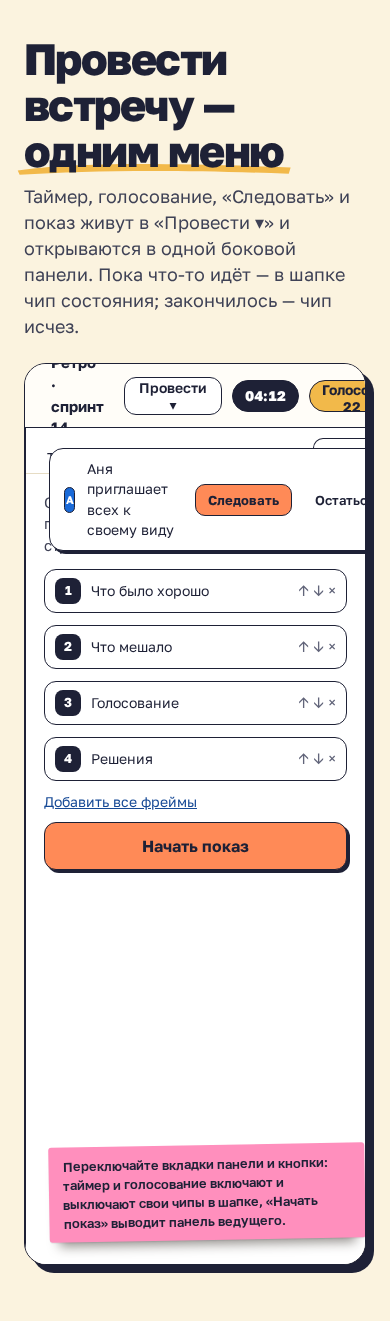 Провести
встречу —
одним меню
Таймер, голосование, «Следовать» и
показ живут в «Провести ▾» и
открываются в одной боковой
панели. Пока что-то идёт — в шапке
чип состояния; закончилось — чип
исчез.
Ретро
·
спринт
14
Провести
▾
04:12
Голосо
22
А
Аня
приглашает
всех к
своему виду
Следовать
Остатьс
1 Что было хорошо ↑ ↓ ×
2 Что мешало ↑ ↓ ×
3 Голосование ↑ ↓ ×
4 Решения ↑ ↓ ×
Добавить все фреймы
Начать показ
Переключайте вкладки панели и кнопки:
таймер и голосование включают и
выключают свои чипы в шапке, «Начать
показ» выводит панель ведущего.